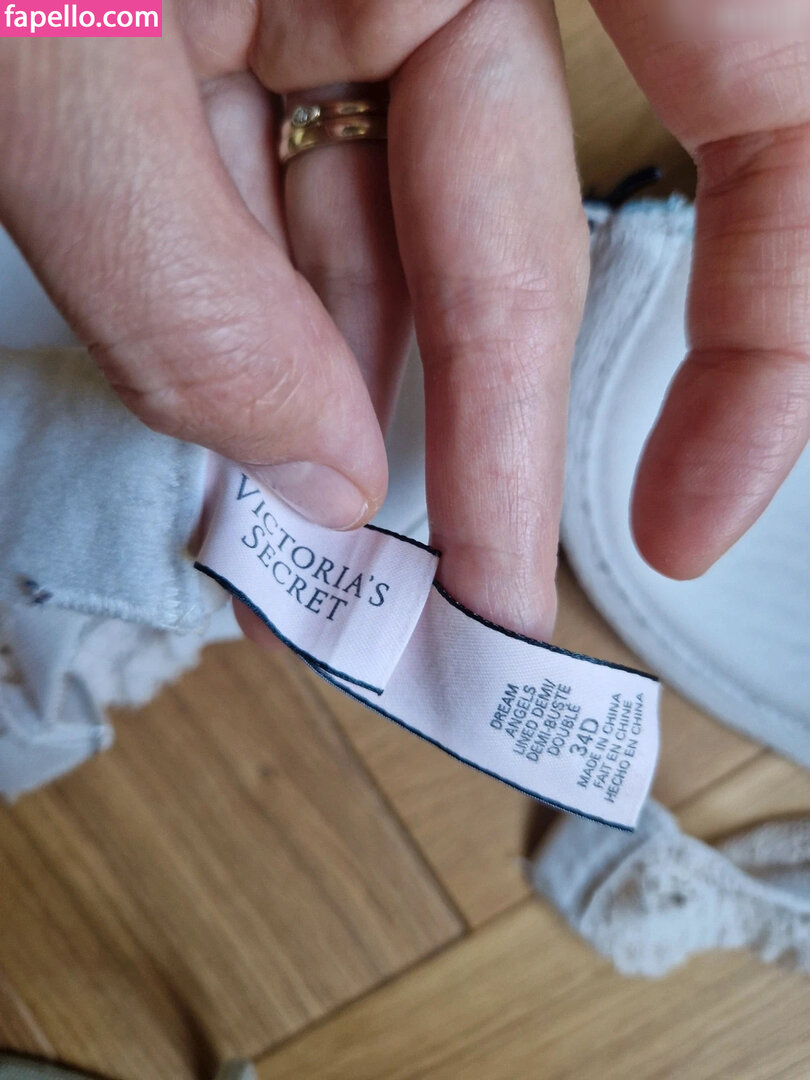 fapello.com
VICTORIA'S
SECRET
DREAM
ANGELS
LINED DEMI/
DEMI-BUSTE
DOUBLÉ
34D
MADE IN CHINA
FAIT EN CHINE
HECHO EN CHINA